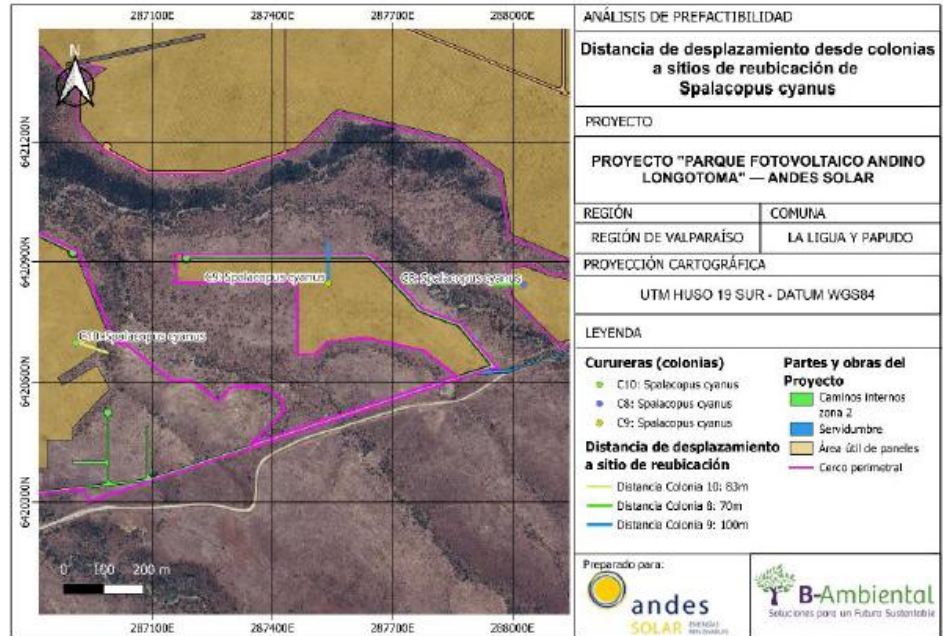 287100E 287400E 287700E 288000E
N
6421200N
6420900N
6420600N
6420300N
C9: Spalacopus cyanus
C8: Spalacopus cyanus
C10: Spalacopus cyanus
0 100 200 m
287100E 287400E 287700E 288000E
ANÁLISIS DE PREFACTIBILIDAD
Distancia de desplazamiento desde colonias
a sitios de reubicación de
Spalacopus cyanus
PROYECTO
PROYECTO "PARQUE FOTOVOLTAICO ANDINO
LONGOTOMA" — ANDES SOLAR
REGIÓN COMUNA
REGIÓN DE VALPARAÍSO LA LIGUA Y PAPUDO
PROYECCIÓN CARTOGRÁFICA
UTM HUSO 19 SUR - DATUM WGS84
LEYENDA
Curureras (colonias)
C10: Spalacopus cyanus
C8: Spalacopus cyanus
C9: Spalacopus cyanus
Distancia de desplazamiento
a sitio de reubicación
Distancia Colonia 10: 83m
Distancia Colonia 8: 70m
Distancia Colonia 9: 100m
Partes y obras del
Proyecto
Caminos internos
zona 2
Servidumbre
Área útil de paneles
Cerco perimetral
Preparado para:
andes
SOLAR ENERGÍAS
RENOVABLES
B-Ambiental
Soluciones para un Futuro Sustentable